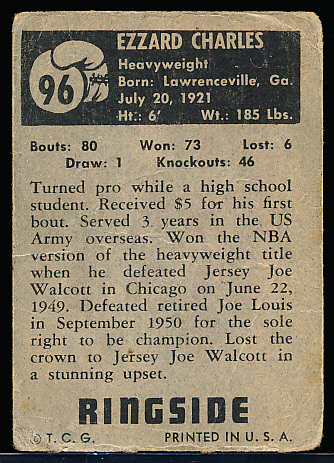 96
EZZARD CHARLES
Heavyweight
Born: Lawrenceville, Ga.
July 20, 1921
Ht.: 6' Wt.: 185 Lbs.
Bouts: 80 Won: 73 Lost: 6
Draw: 1 Knockouts: 46
Turned pro while a high school
student. Received $5 for his first
bout. Served 3 years in the US
Army overseas. Won the NBA
version of the heavyweight title
when he defeated Jersey Joe
Walcott in Chicago on June 22,
1949. Defeated retired Joe Louis
in September 1950 for the sole
right to be champion. Lost the
crown to Jersey Joe Walcott in
a stunning upset.
RINGSIDE
© T. C. G. PRINTED IN U. S. A.